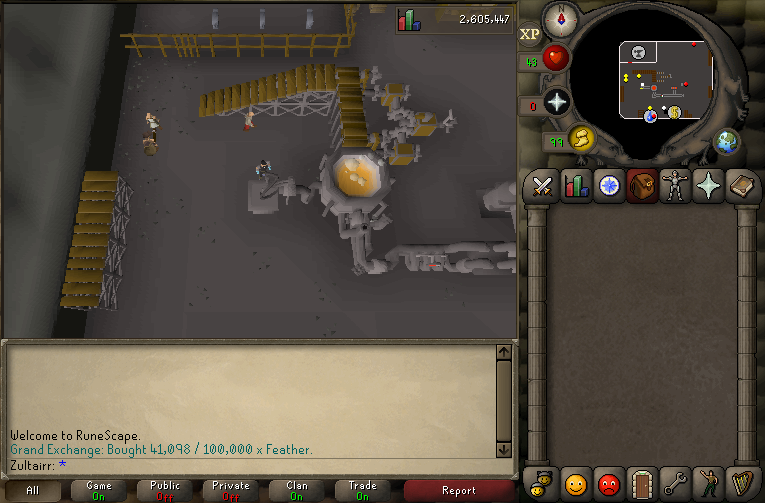 2,605,447
XP
43
0
99
Welcome to RuneScape.
Grand Exchange: Bought 41,098 / 100,000 x Feather.
Zultairr: *
All
Game
On
Public
Off
Private
Off
Clan
On
Trade
On
Report